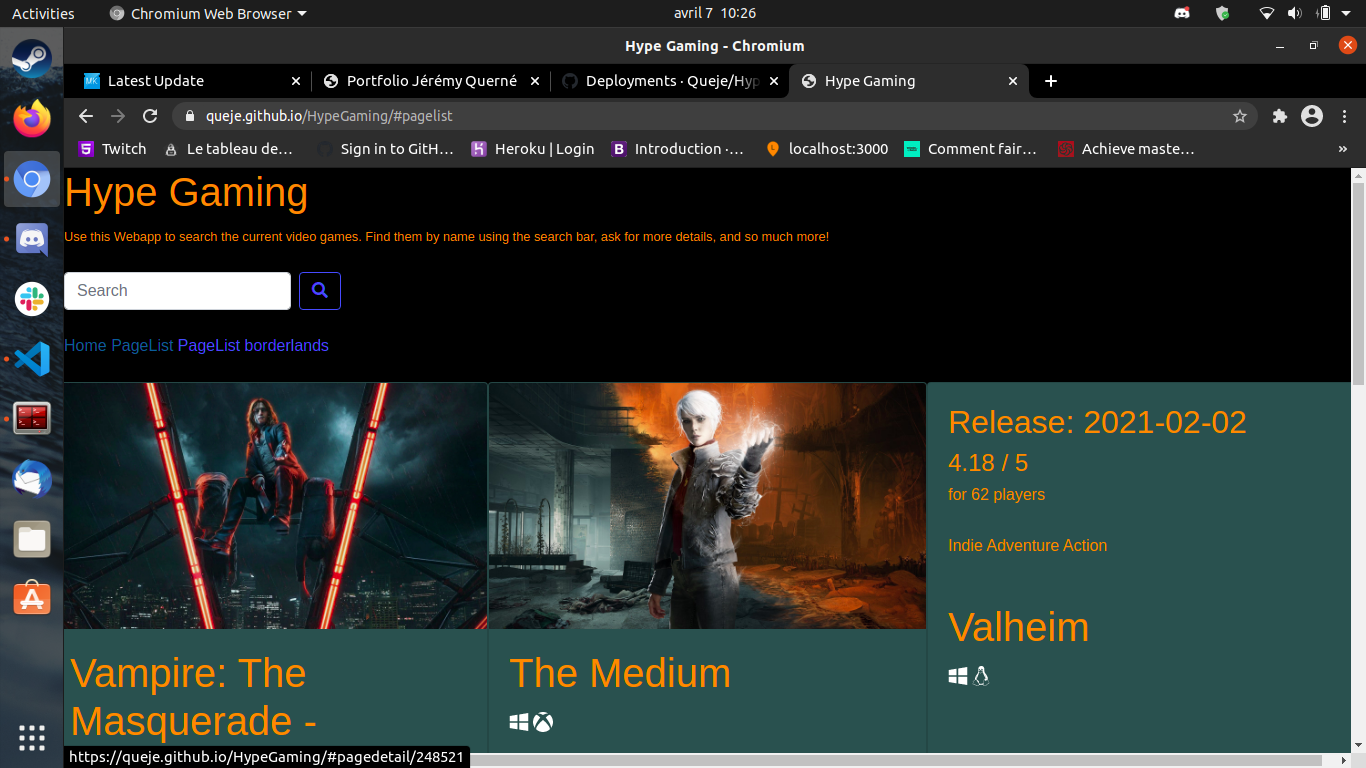 Activities
Chromium Web Browser
avril 7 10:26
Hype Gaming - Chromium
Latest Update
Portfolio Jérémy Querné
Deployments · Queje/Hyp
Hype Gaming
queje.github.io/HypeGaming/#pagelist
Twitch
Le tableau de…
Sign in to GitH…
Heroku | Login
Introduction ·…
localhost:3000
Comment fair…
Achieve maste…
»
Hype Gaming
Use this Webapp to search the current video games. Find them by name using the search bar, ask for more details, and so much more!
Search
Home PageList PageList borderlands
Vampire: The
Masquerade -
The Medium
Release: 2021-02-02
4.18 / 5
for 62 players
Indie Adventure Action
Valheim
https://queje.github.io/HypeGaming/#pagedetail/248521